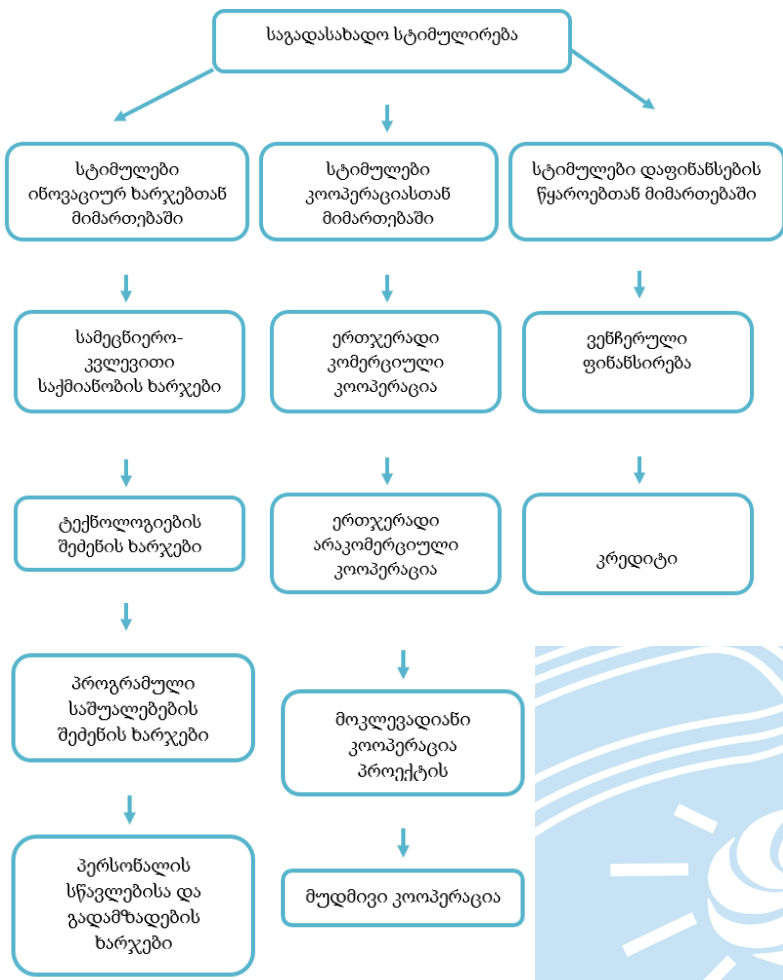 საგადასახადო სტიმულირება
სტიმულები
ინოვაციურ ხარჯებთან
მიმართებაში
სტიმულები
კოოპერაციასთან
მიმართებაში
სტიმულები დაფინანსების
წყაროებთან მიმართებაში
სამეცნიერო-
კვლევითი
საქმიანობის ხარჯები
ერთჯერადი
კომერციული
კოოპერაცია
ვენჩერული
ფინანსირება
ტექნოლოგიების
შეძენის ხარჯები
ერთჯერადი
არაკომერციული
კოოპერაცია
კრედიტი
პროგრამული
საშუალებების
შეძენის ხარჯები
მოკლევადიანი
კოოპერაცია
პროექტის
პერსონალის
სწავლებისა და
გადამზადების
ხარჯები
მუდმივი კოოპერაცია